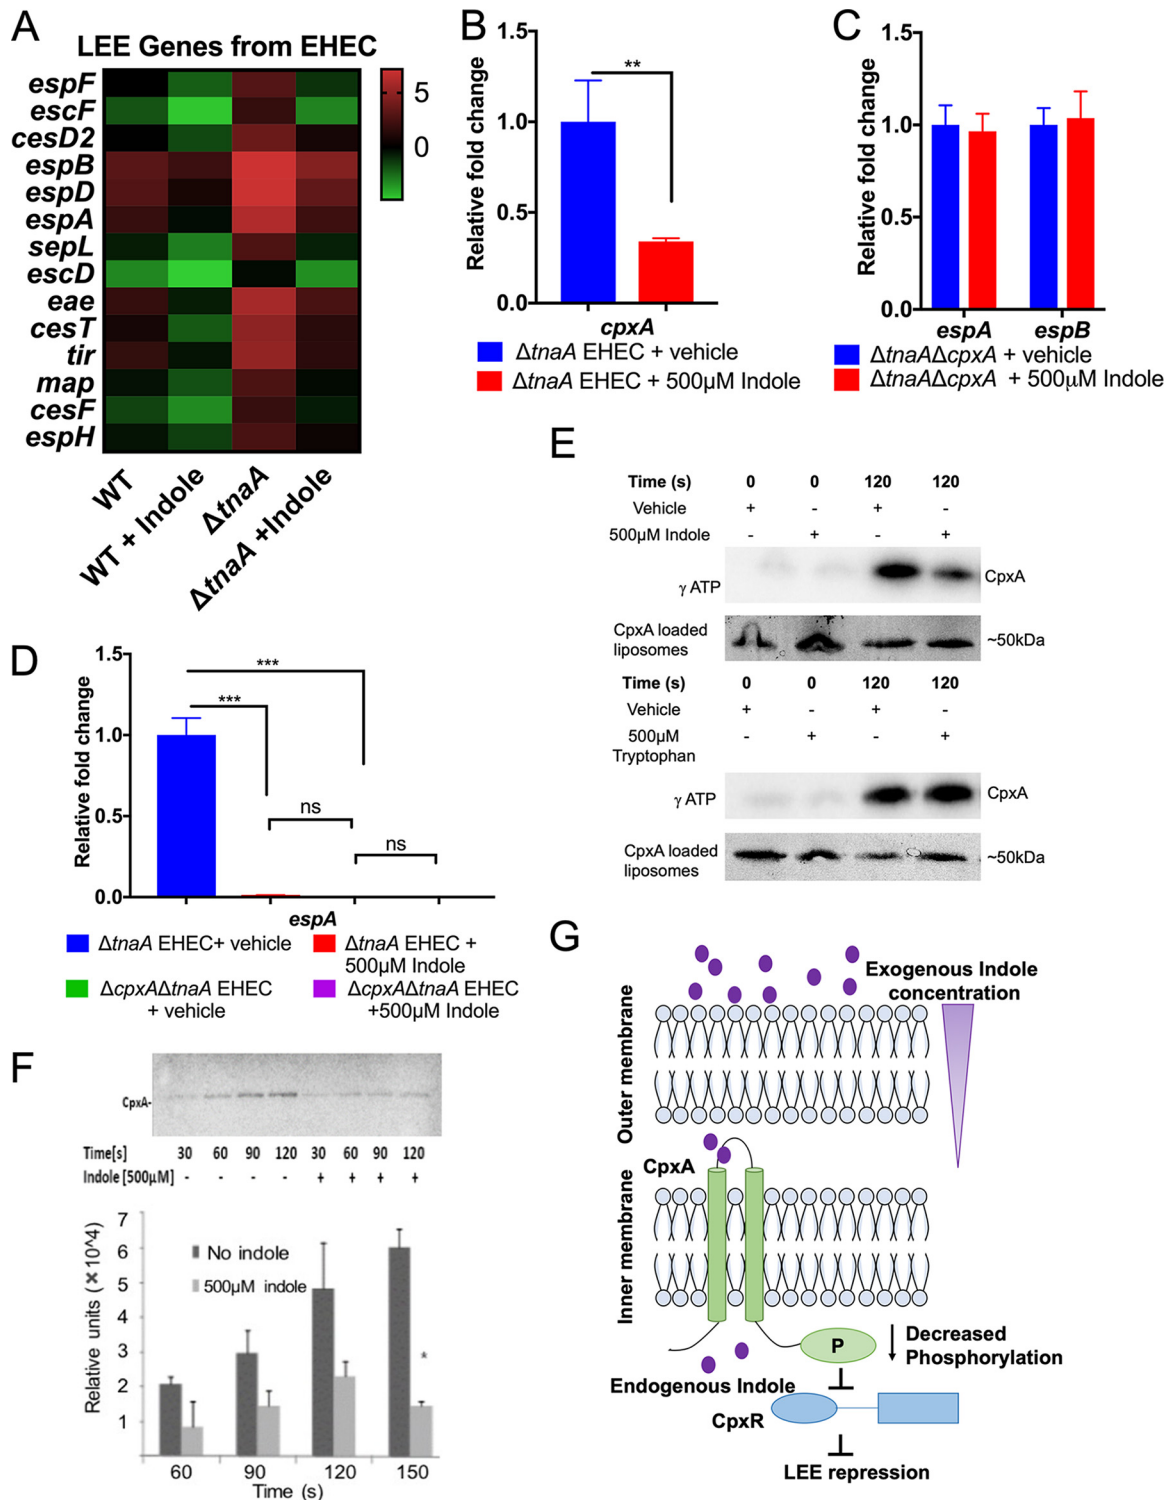 A
LEE Genes from EHEC
espF
escF
cesD2
espB
espD
espA
sepL
escD
eae
cesT
tir
map
cesF
espH
5
0
WT
WT + Indole
ΔtnaA
ΔtnaA +Indole
B
Relative fold change
1.5
1.0
0.5
0.0
**
cpxA
ΔtnaA EHEC + vehicle
ΔtnaA EHEC + 500µM Indole
C
Relative fold change
1.5
1.0
0.5
0.0
espA espB
ΔtnaAΔcpxA + vehicle
ΔtnaAΔcpxA + 500µM Indole
D
Relative fold change
1.5
1.0
0.5
0.0
***
***
ns
ns
espA
ΔtnaA EHEC+ vehicle
ΔtnaA EHEC +
500µM Indole
ΔcpxAΔtnaA EHEC
+ vehicle
ΔcpxAΔtnaA EHEC
+500µM Indole
E
Time (s) 0 0 120 120
Vehicle + - + -
500µM Indole - + - +
γ ATP
CpxA
CpxA loaded
liposomes
~50kDa
Time (s) 0 0 120 120
Vehicle + - + -
500µM
Tryptophan
- + - +
γ ATP
CpxA
CpxA loaded
liposomes
~50kDa
F
CpxA-
Time[s] 30 60 90 120 30 60 90 120
Indole [500µM] - - - - + + + +
Relative units (×10^4)
7
6
5
4
3
2
1
No indole
500µM indole
*
60 90 120 150
Time (s)
G
Exogenous Indole
concentration
Outer membrane
CpxA
Inner membrane
P
Decreased
Phosphorylation
Endogenous Indole
CpxR
LEE repression